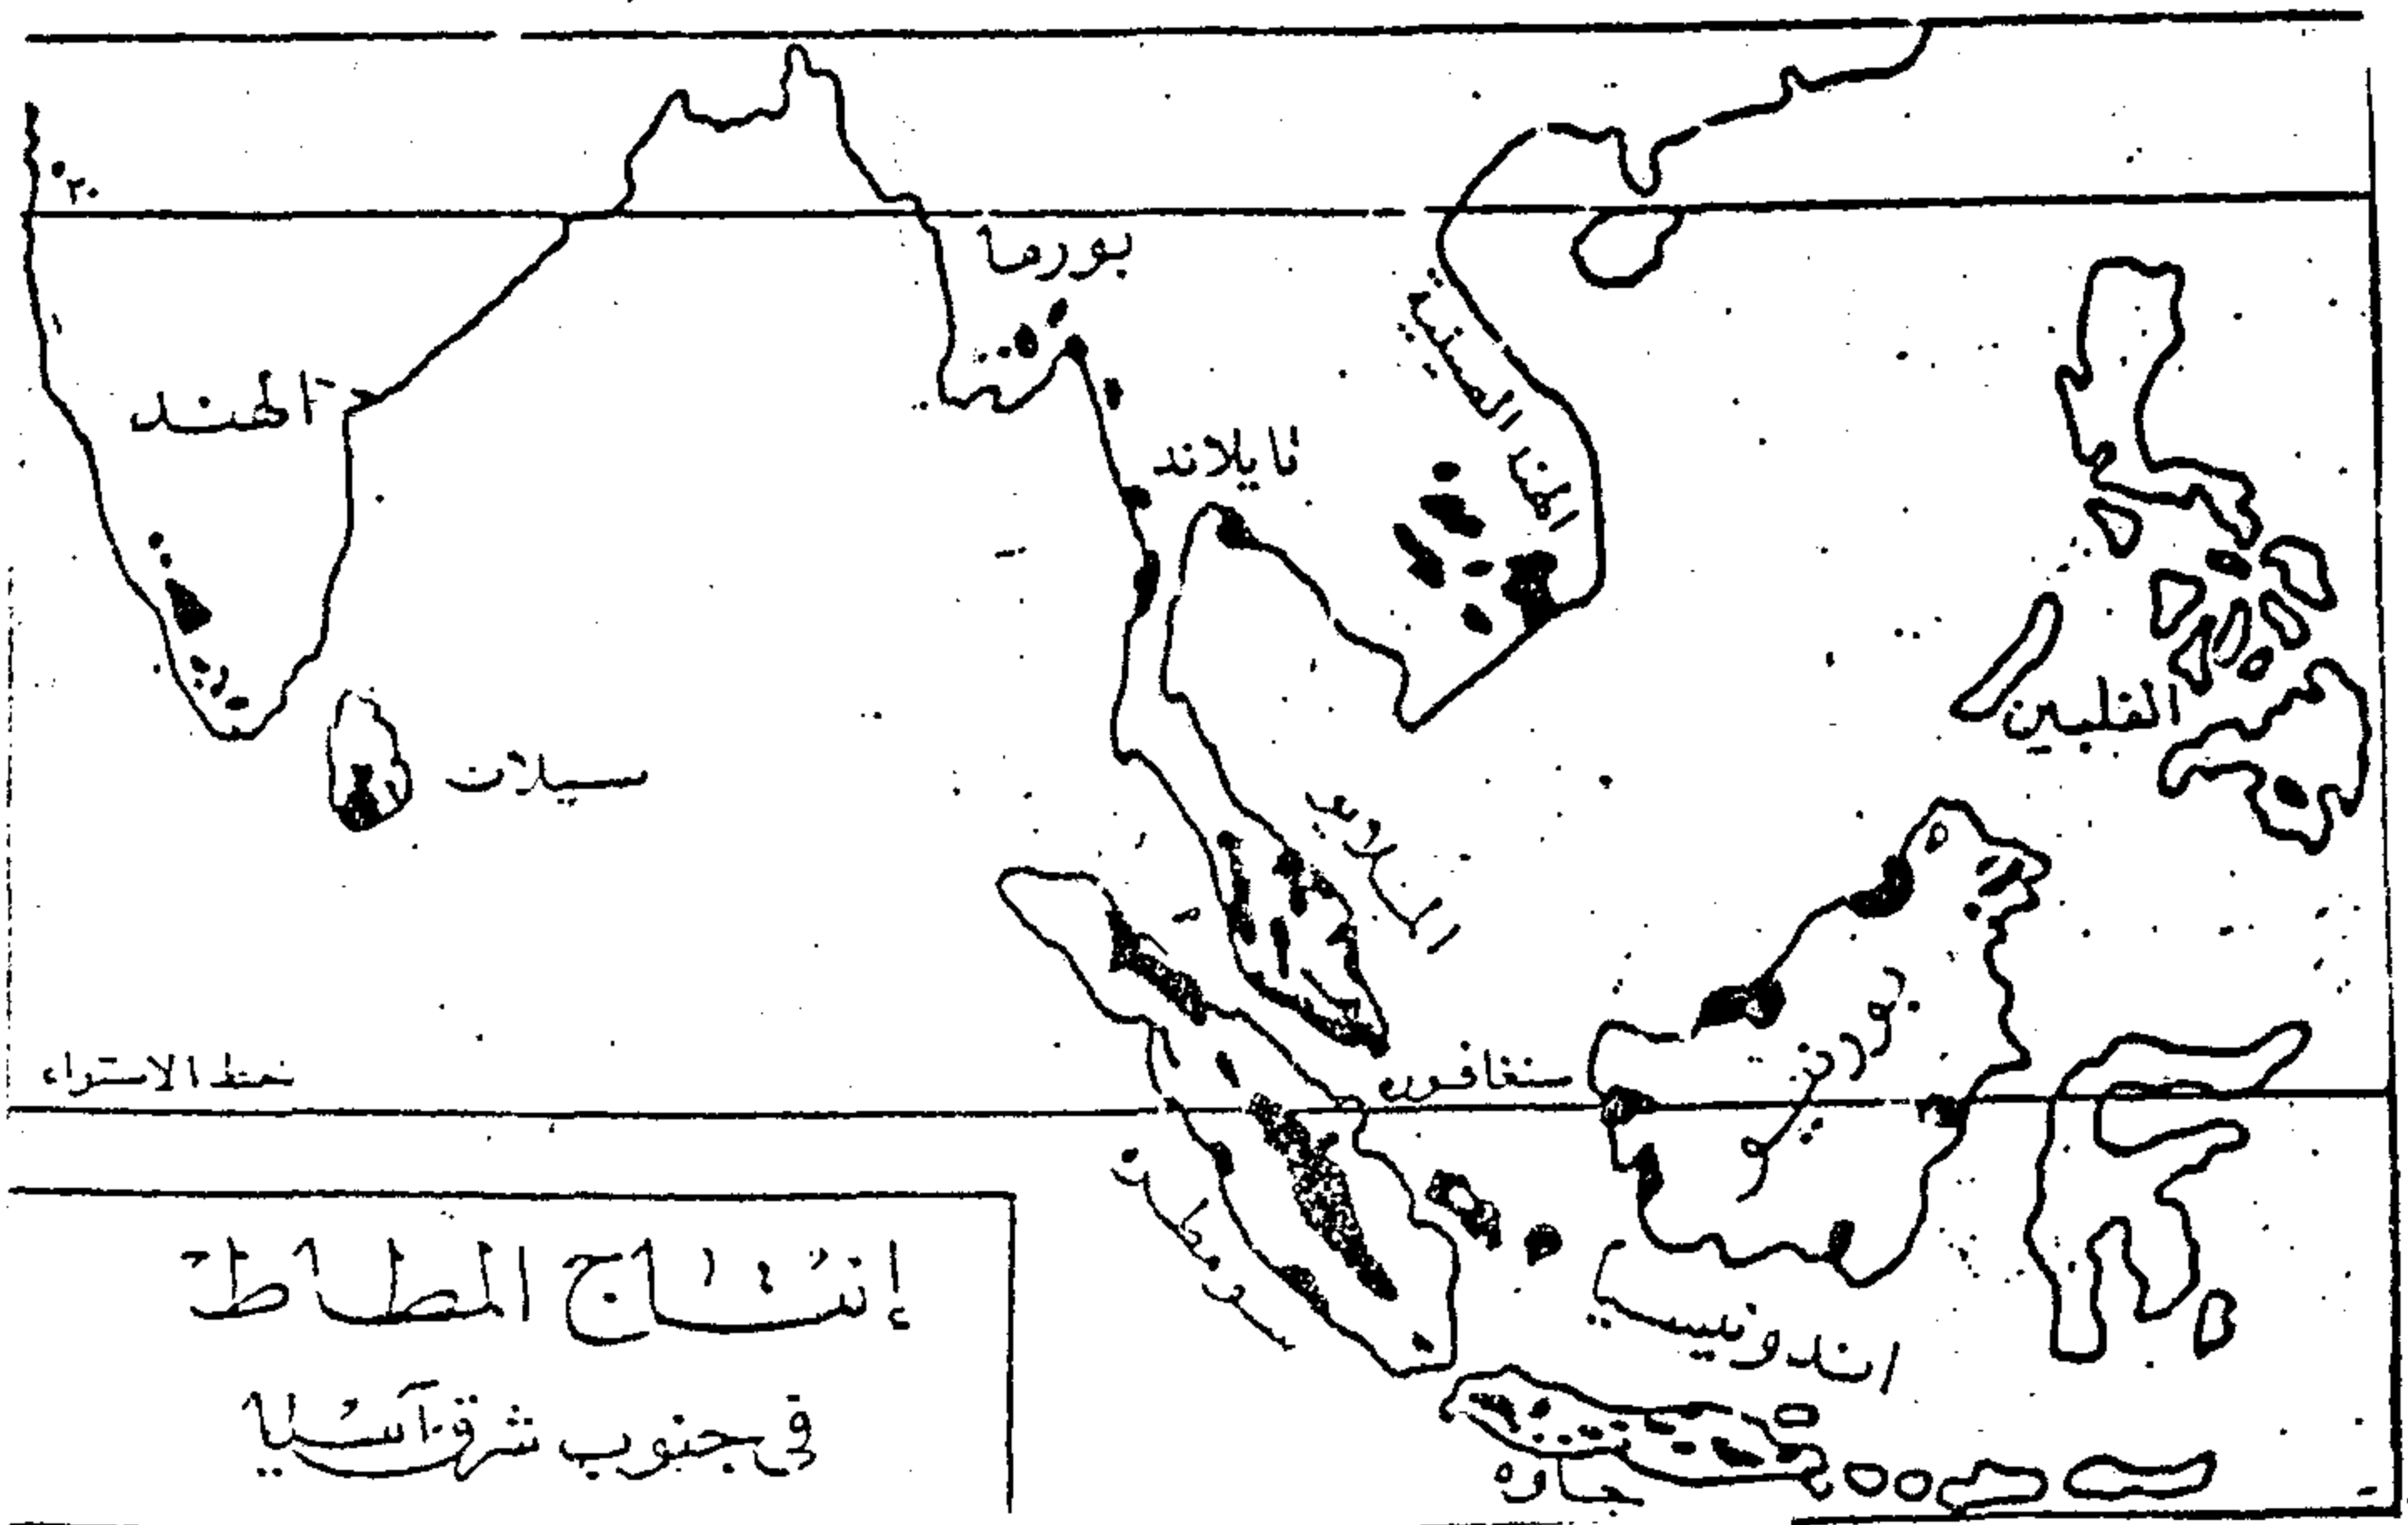 °٢٠
بورما
الهند
الهند الصينية
تايلاند
الفلبين
سيلان
الملايو
بورنيو
خط الاستواء
سنغافوره
سومطرة
اندونيسيا
جاوه
إنتاج المطاط
في جنوب شرق آسيا